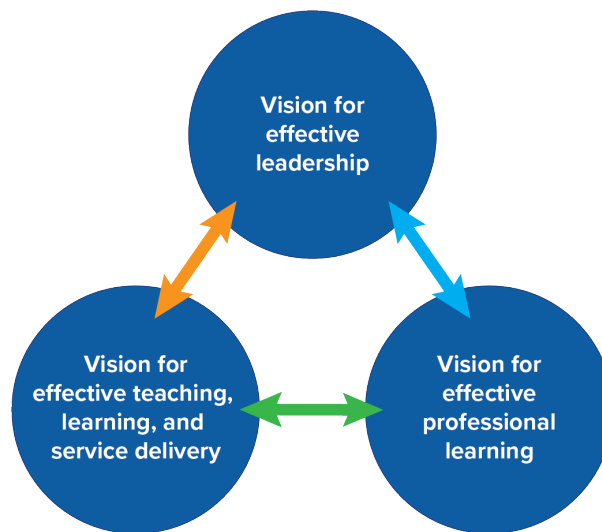 Vision for
effective
leadership
Vision for
effective teaching,
learning, and
service delivery
Vision for
effective
professional
learning